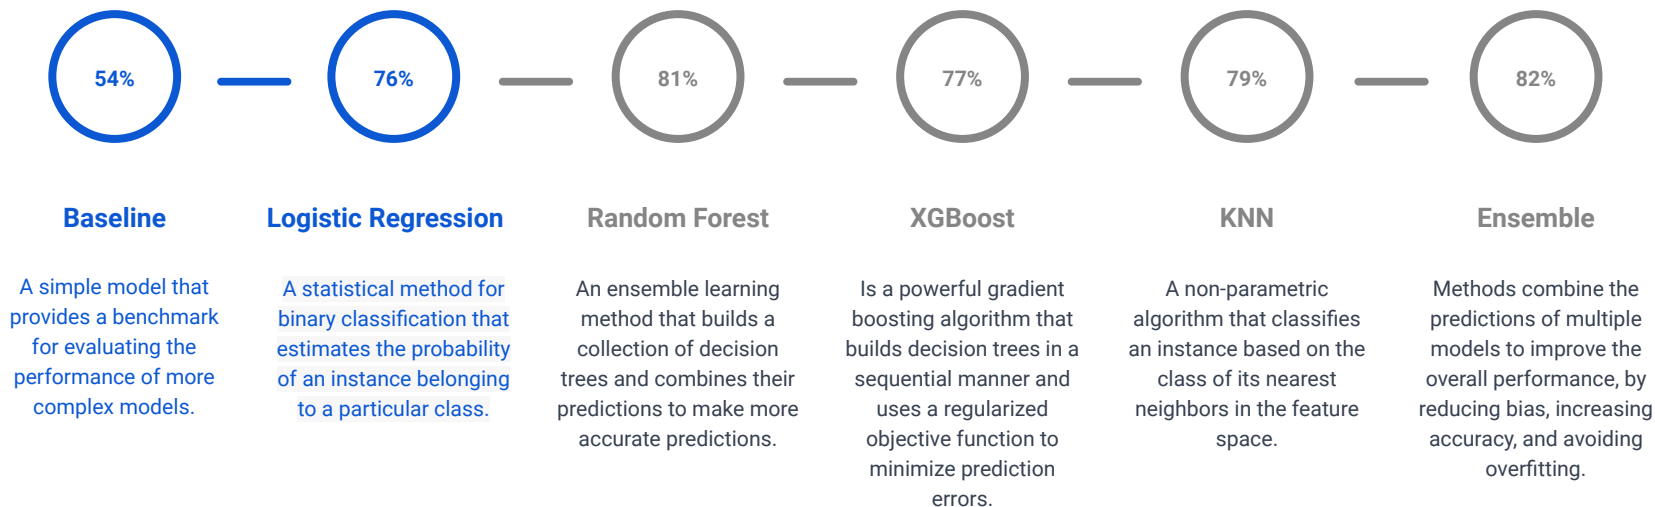 54%
76%
81%
77%
79%
82%
Baseline
Logistic Regression
Random Forest
XGBoost
KNN
Ensemble
A simple model that
provides a benchmark
for evaluating the
performance of more
complex models.
A statistical method for
binary classification that
estimates the probability
of an instance belonging
to a particular class.
An ensemble learning
method that builds a
collection of decision
trees and combines their
predictions to make more
accurate predictions.
Is a powerful gradient
boosting algorithm that
builds decision trees in a
sequential manner and
uses a regularized
objective function to
minimize prediction
errors.
A non-parametric
algorithm that classifies
an instance based on the
class of its nearest
neighbors in the feature
space.
Methods combine the
predictions of multiple
models to improve the
overall performance, by
reducing bias, increasing
accuracy, and avoiding
overfitting.